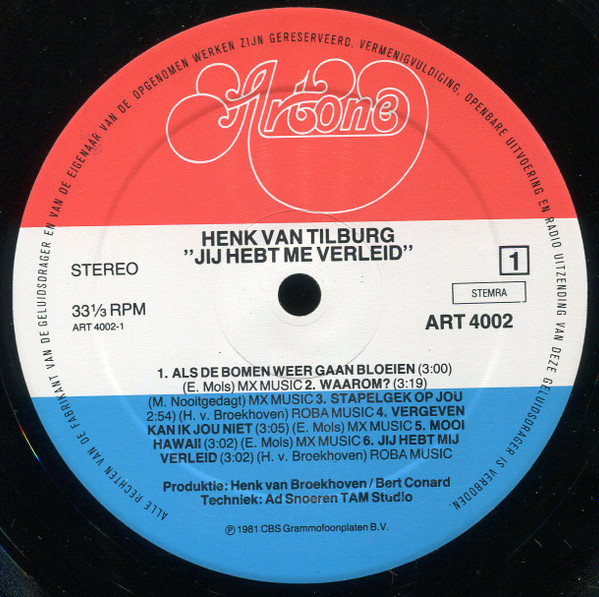 ALLE RECHTEN VAN DE FABRIKANT VAN DE GELUIDSDRAGER EN VAN DE EIGENAAR VAN DE OPGENOMEN WERKEN ZIJN GERESERVEERD. VERMENIGVULDIGING, OPENBARE UITVOERING EN RADIO UITZENDING VAN DEZE GELUIDSDRAGER IS VERBODEN.
Artone
HENK VAN TILBURG
"JIJ HEBT ME VERLEID"
STEREO
1
STEMRA
33⅓ RPM
ART 4002-1
ART 4002
1. ALS DE BOMEN WEER GAAN BLOEIEN (3:00)
(E. Mols) MX MUSIC 2. WAAROM? (3:19)
(M. Nooitgedagt) MX MUSIC 3. STAPELGEK OP JOU
2:54) (H. v. Broekhoven) ROBA MUSIC 4. VERGEVEN
KAN IK JOU NIET (3:05) (E. Mols) MX MUSIC 5. MOOI
HAWAII (3:02) (E. Mols) MX MUSIC 6. JIJ HEBT MIJ
VERLEID (3:02) (H. v. Broekhoven) ROBA MUSIC
Produktie: Henk van Broekhoven / Bert Conard
Techniek: Ad Snoeren TAM Studio
℗ 1981 CBS Grammofoonplaten B.V.